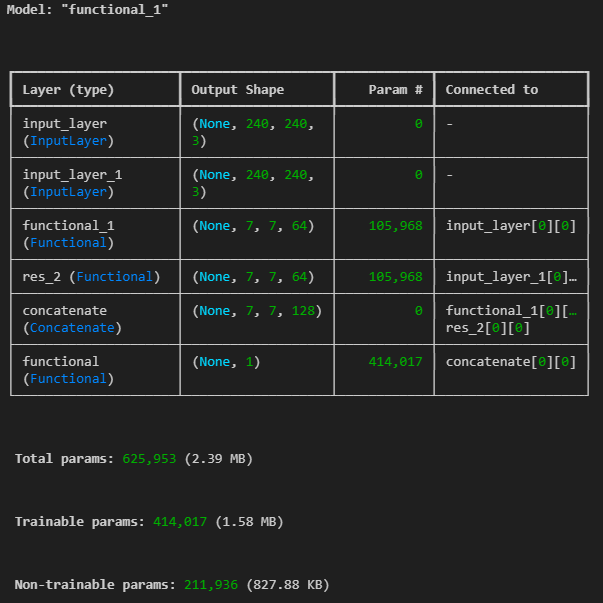 Model: "functional_1"
Layer (type) Output Shape Param # Connected to
input_layer (None, 240, 240, 0 -
(InputLayer) 3)
input_layer_1 (None, 240, 240, 0 -
(InputLayer) 3)
functional_1 (None, 7, 7, 64) 105,968 input_layer[0][0]
(Functional)
res_2 (Functional) (None, 7, 7, 64) 105,968 input_layer_1[0]…
concatenate (None, 7, 7, 128) 0 functional_1[0][…
(Concatenate) res_2[0][0]
functional (None, 1) 414,017 concatenate[0][0]
(Functional)
Total params: 625,953 (2.39 MB)
Trainable params: 414,017 (1.58 MB)
Non-trainable params: 211,936 (827.88 KB)